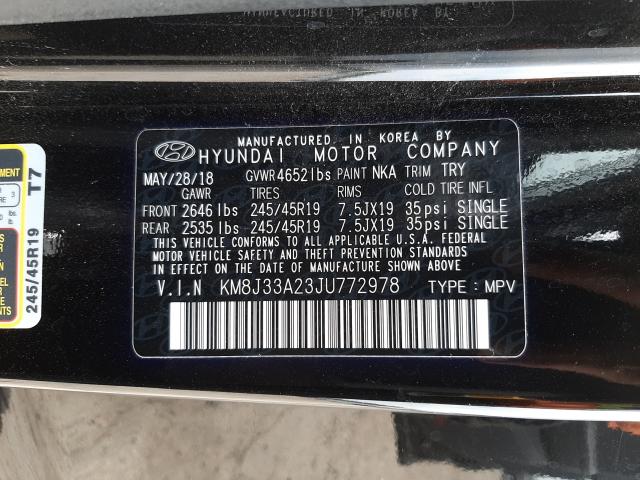 MANUFACTURED IN KOREA BY
HYUNDAI MOTOR COMPANY
MAY/28/18 GVWR 4652 lbs PAINT NKA TRIM TRY
GAWR TIRES RIMS COLD TIRE INFL
FRONT 2646 lbs 245/45R19 7.5JX19 35psi SINGLE
REAR 2535 lbs 245/45R19 7.5JX19 35psi SINGLE
THIS VEHICLE CONFORMS TO ALL APPLICABLE U.S.A. FEDERAL
MOTOR VEHICLE SAFETY AND THEFT PREVENTION STANDARDS
IN EFFECT ON THE DATE OF MANUFACTURE SHOWN ABOVE.
V.I.N KM8J33A23JU772978 TYPE: MPV
245/45R19 T7